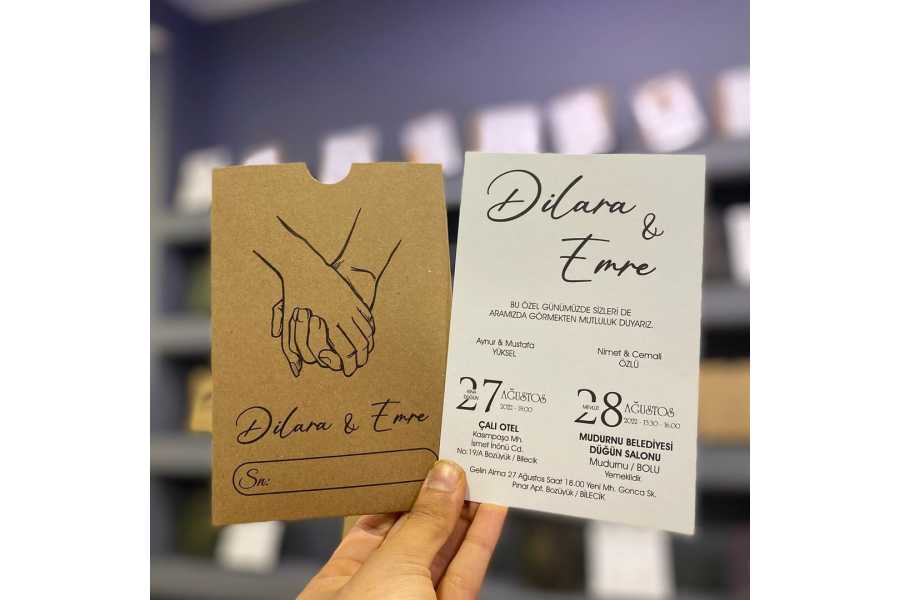 Dilara & Emre
Sn:
Dilara
&
Emre
BU ÖZEL GÜNÜMÜZDE SİZLERİ DE
ARAMIZDA GÖRMEKTEN MUTLULUK DUYARIZ.
Aynur & Mustafa
YÜKSEL
Nimet & Cemali
ÖZLÜ
27 AĞUSTOS
DÜĞÜN
2022 - 19:00
ÇALI OTEL
Kasımpaşa Mh.
İsmet İnönü Cd.
No:19/A Bozüyük / Bilecik
28 AĞUSTOS
MEVLÜT
2022 - 13:30 - 16:00
MUDURNU BELEDİYESİ
DÜĞÜN SALONU
Mudurnu / BOLU
Yemeklidir.
Gelin Alma 27 Ağustos Saat 18.00 Yeni Mh. Gonca Sk.
Pınar Apt. Bozüyük / BİLECİK